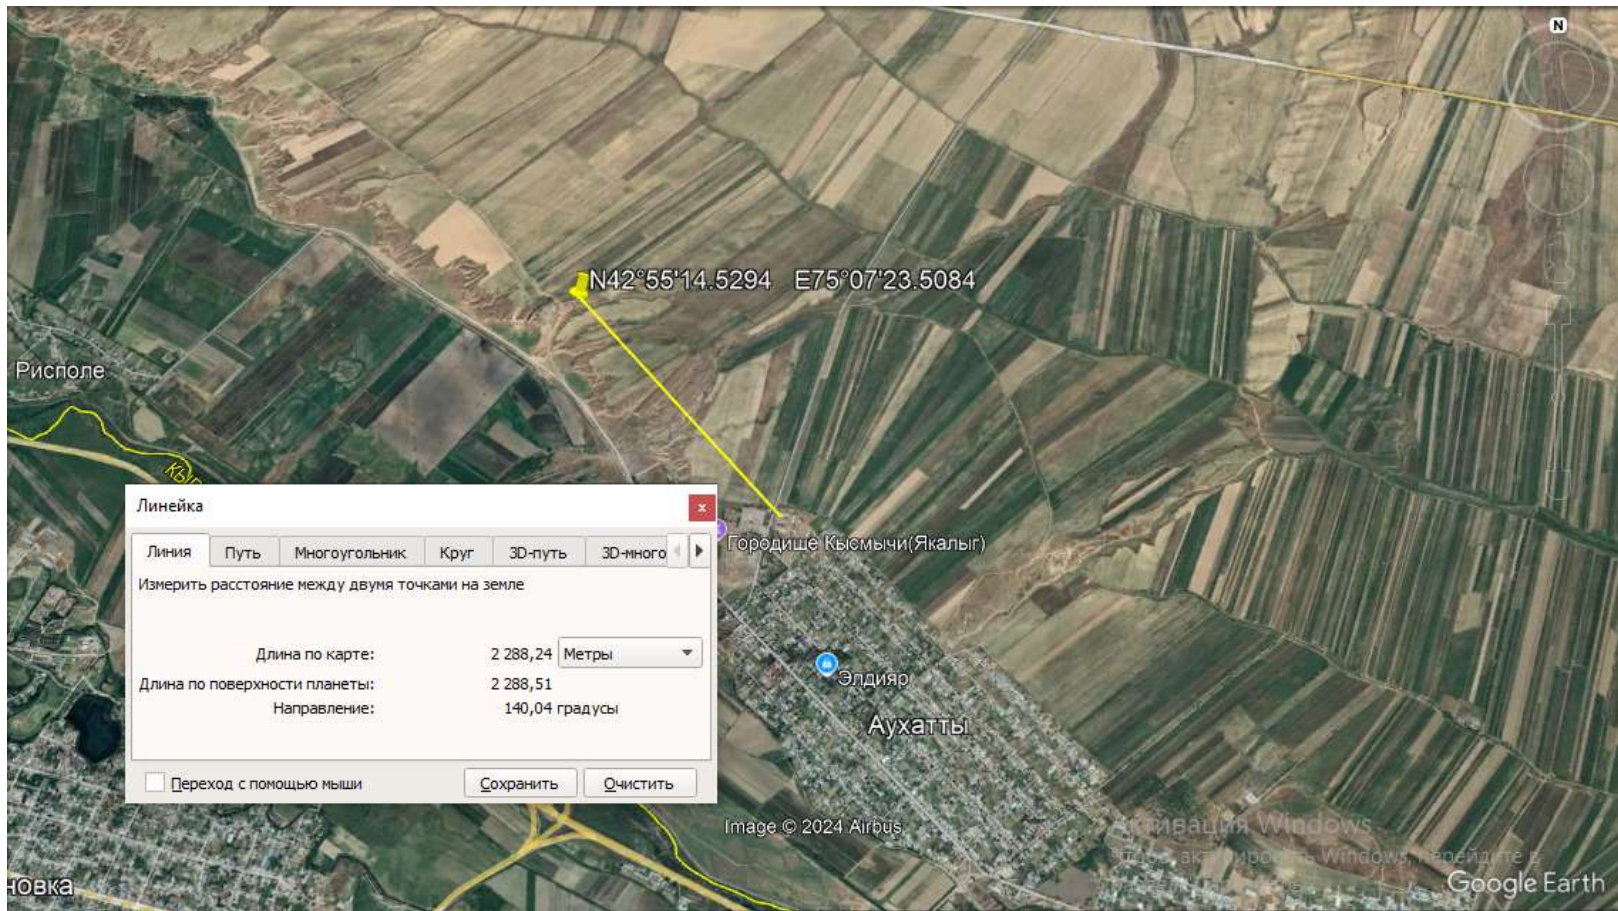 N
N42°55'14.5294 E75°07'23.5084
Рисполе
Линейка
x
Линия Путь Многоугольник Круг 3D-путь 3D-много
Измерить расстояние между двумя точками на земле
Длина по карте: 2 288,24 Метры
Длина по поверхности планеты: 2 288,51
Направление: 140,04 градусы
Переход с помощью мыши Сохранить Очистить
Городище Кысмычи(Якалыг)
Элдияр
Аухатты
Image © 2024 Airbus
Активация Windows
активировать Windows, перейдите в
новка
Google Earth